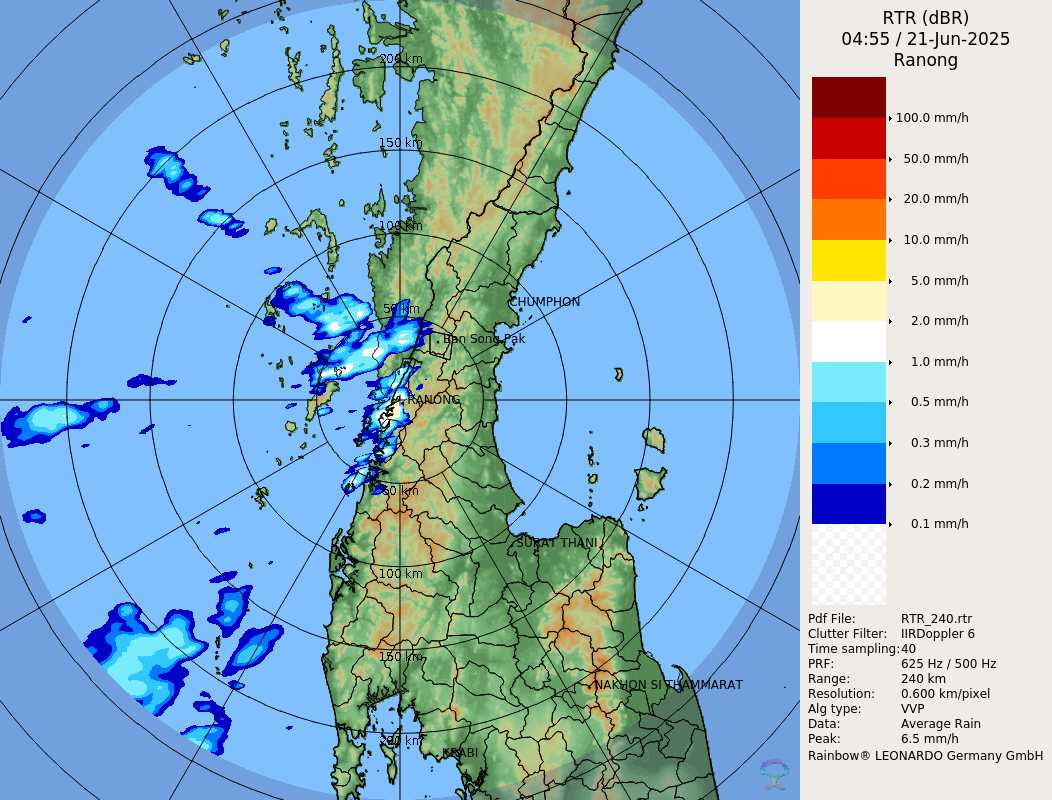 RTR (dBR)
04:55 / 21-Jun-2025
Ranong
100.0 mm/h
50.0 mm/h
20.0 mm/h
10.0 mm/h
5.0 mm/h
2.0 mm/h
1.0 mm/h
0.5 mm/h
0.3 mm/h
0.2 mm/h
0.1 mm/h
Pdf File: RTR_240.rtr
Clutter Filter: IIRDoppler 6
Time sampling:40
PRF: 625 Hz / 500 Hz
Range: 240 km
Resolution: 0.600 km/pixel
Alg type: VVP
Data: Average Rain
Peak: 6.5 mm/h
Rainbow® LEONARDO Germany GmbH
200 km
150 km
100 km
CHUMPHON
50 km
Ban Song Pak
RANONG
50 km
SURAT THANI
100 km
150 km
NAKHON SI THAMMARAT
200 km
KRABI